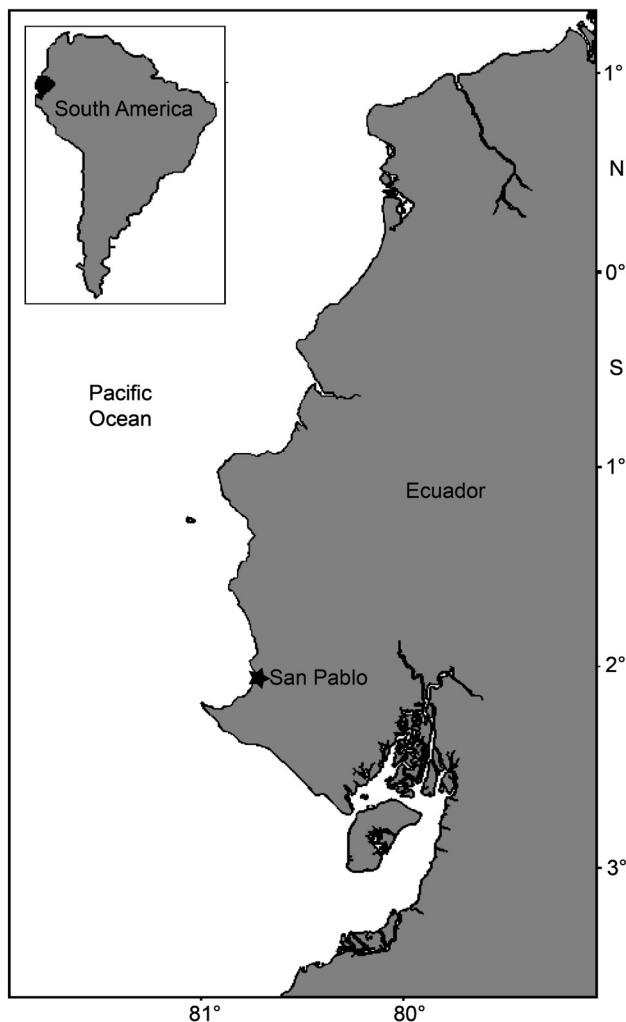 South America
1°
N
0°
S
Pacific
Ocean
1°
Ecuador
2°
San Pablo
3°
81°
80°